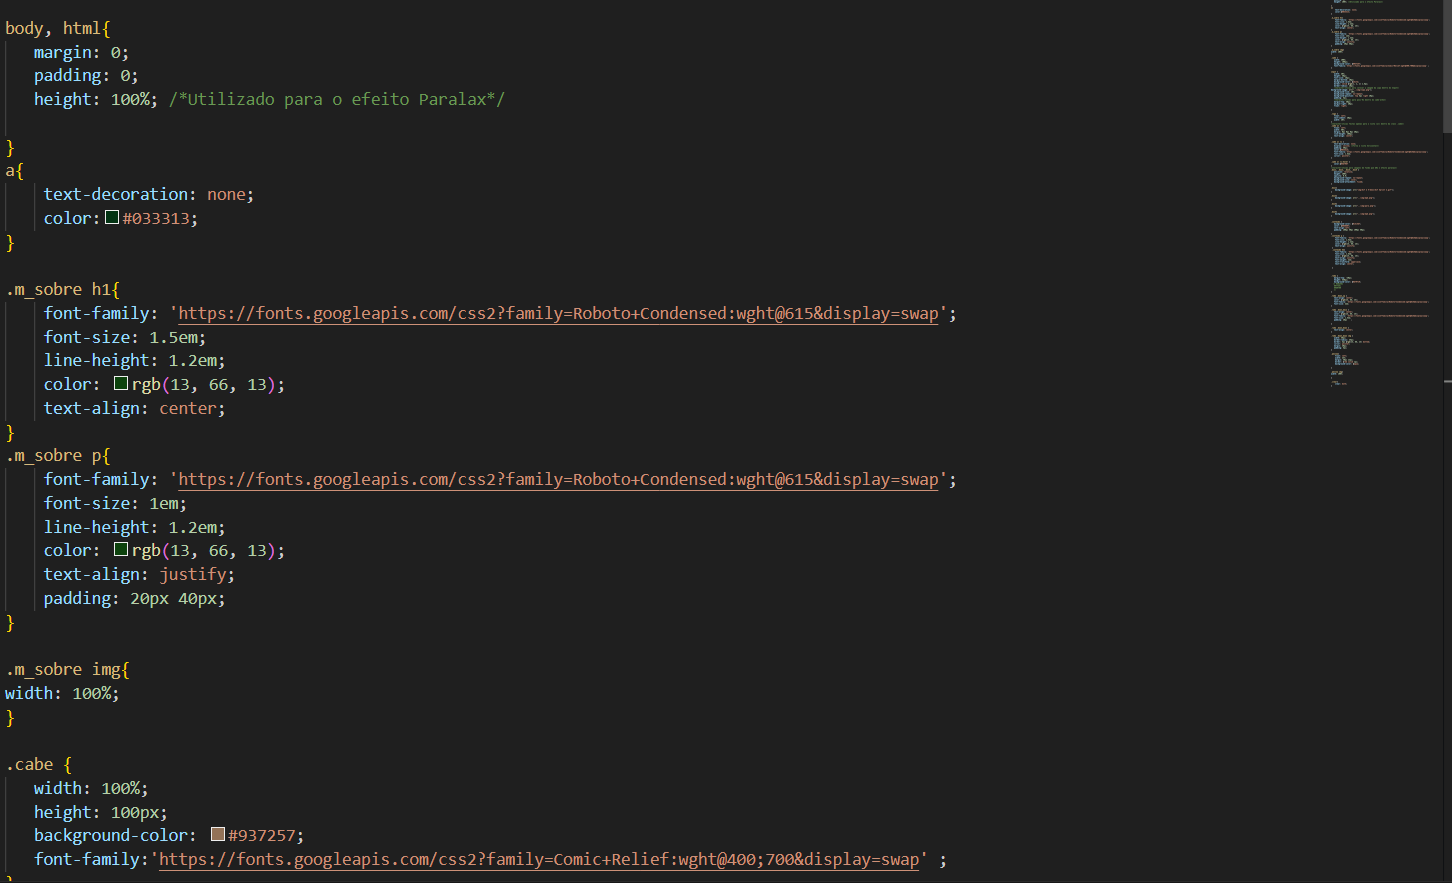 body, html{
margin: 0;
padding: 0;
height: 100%; /*Utilizado para o efeito Paralax*/
}
a{
text-decoration: none;
color:#033313;
}
.m_sobre h1{
font-family: 'https://fonts.googleapis.com/css2?family=Roboto+Condensed:wght@615&display=swap';
font-size: 1.5em;
line-height: 1.2em;
color: rgb(13, 66, 13);
text-align: center;
}
.m_sobre p{
font-family: 'https://fonts.googleapis.com/css2?family=Roboto+Condensed:wght@615&display=swap';
font-size: 1em;
line-height: 1.2em;
color: rgb(13, 66, 13);
text-align: justify;
padding: 20px 40px;
}
.m_sobre img{
width: 100%;
}
.cabe {
width: 100%;
height: 100px;
background-color: #937257;
font-family:'https://fonts.googleapis.com/css2?family=Comic+Relief:wght@400;700&display=swap' ;